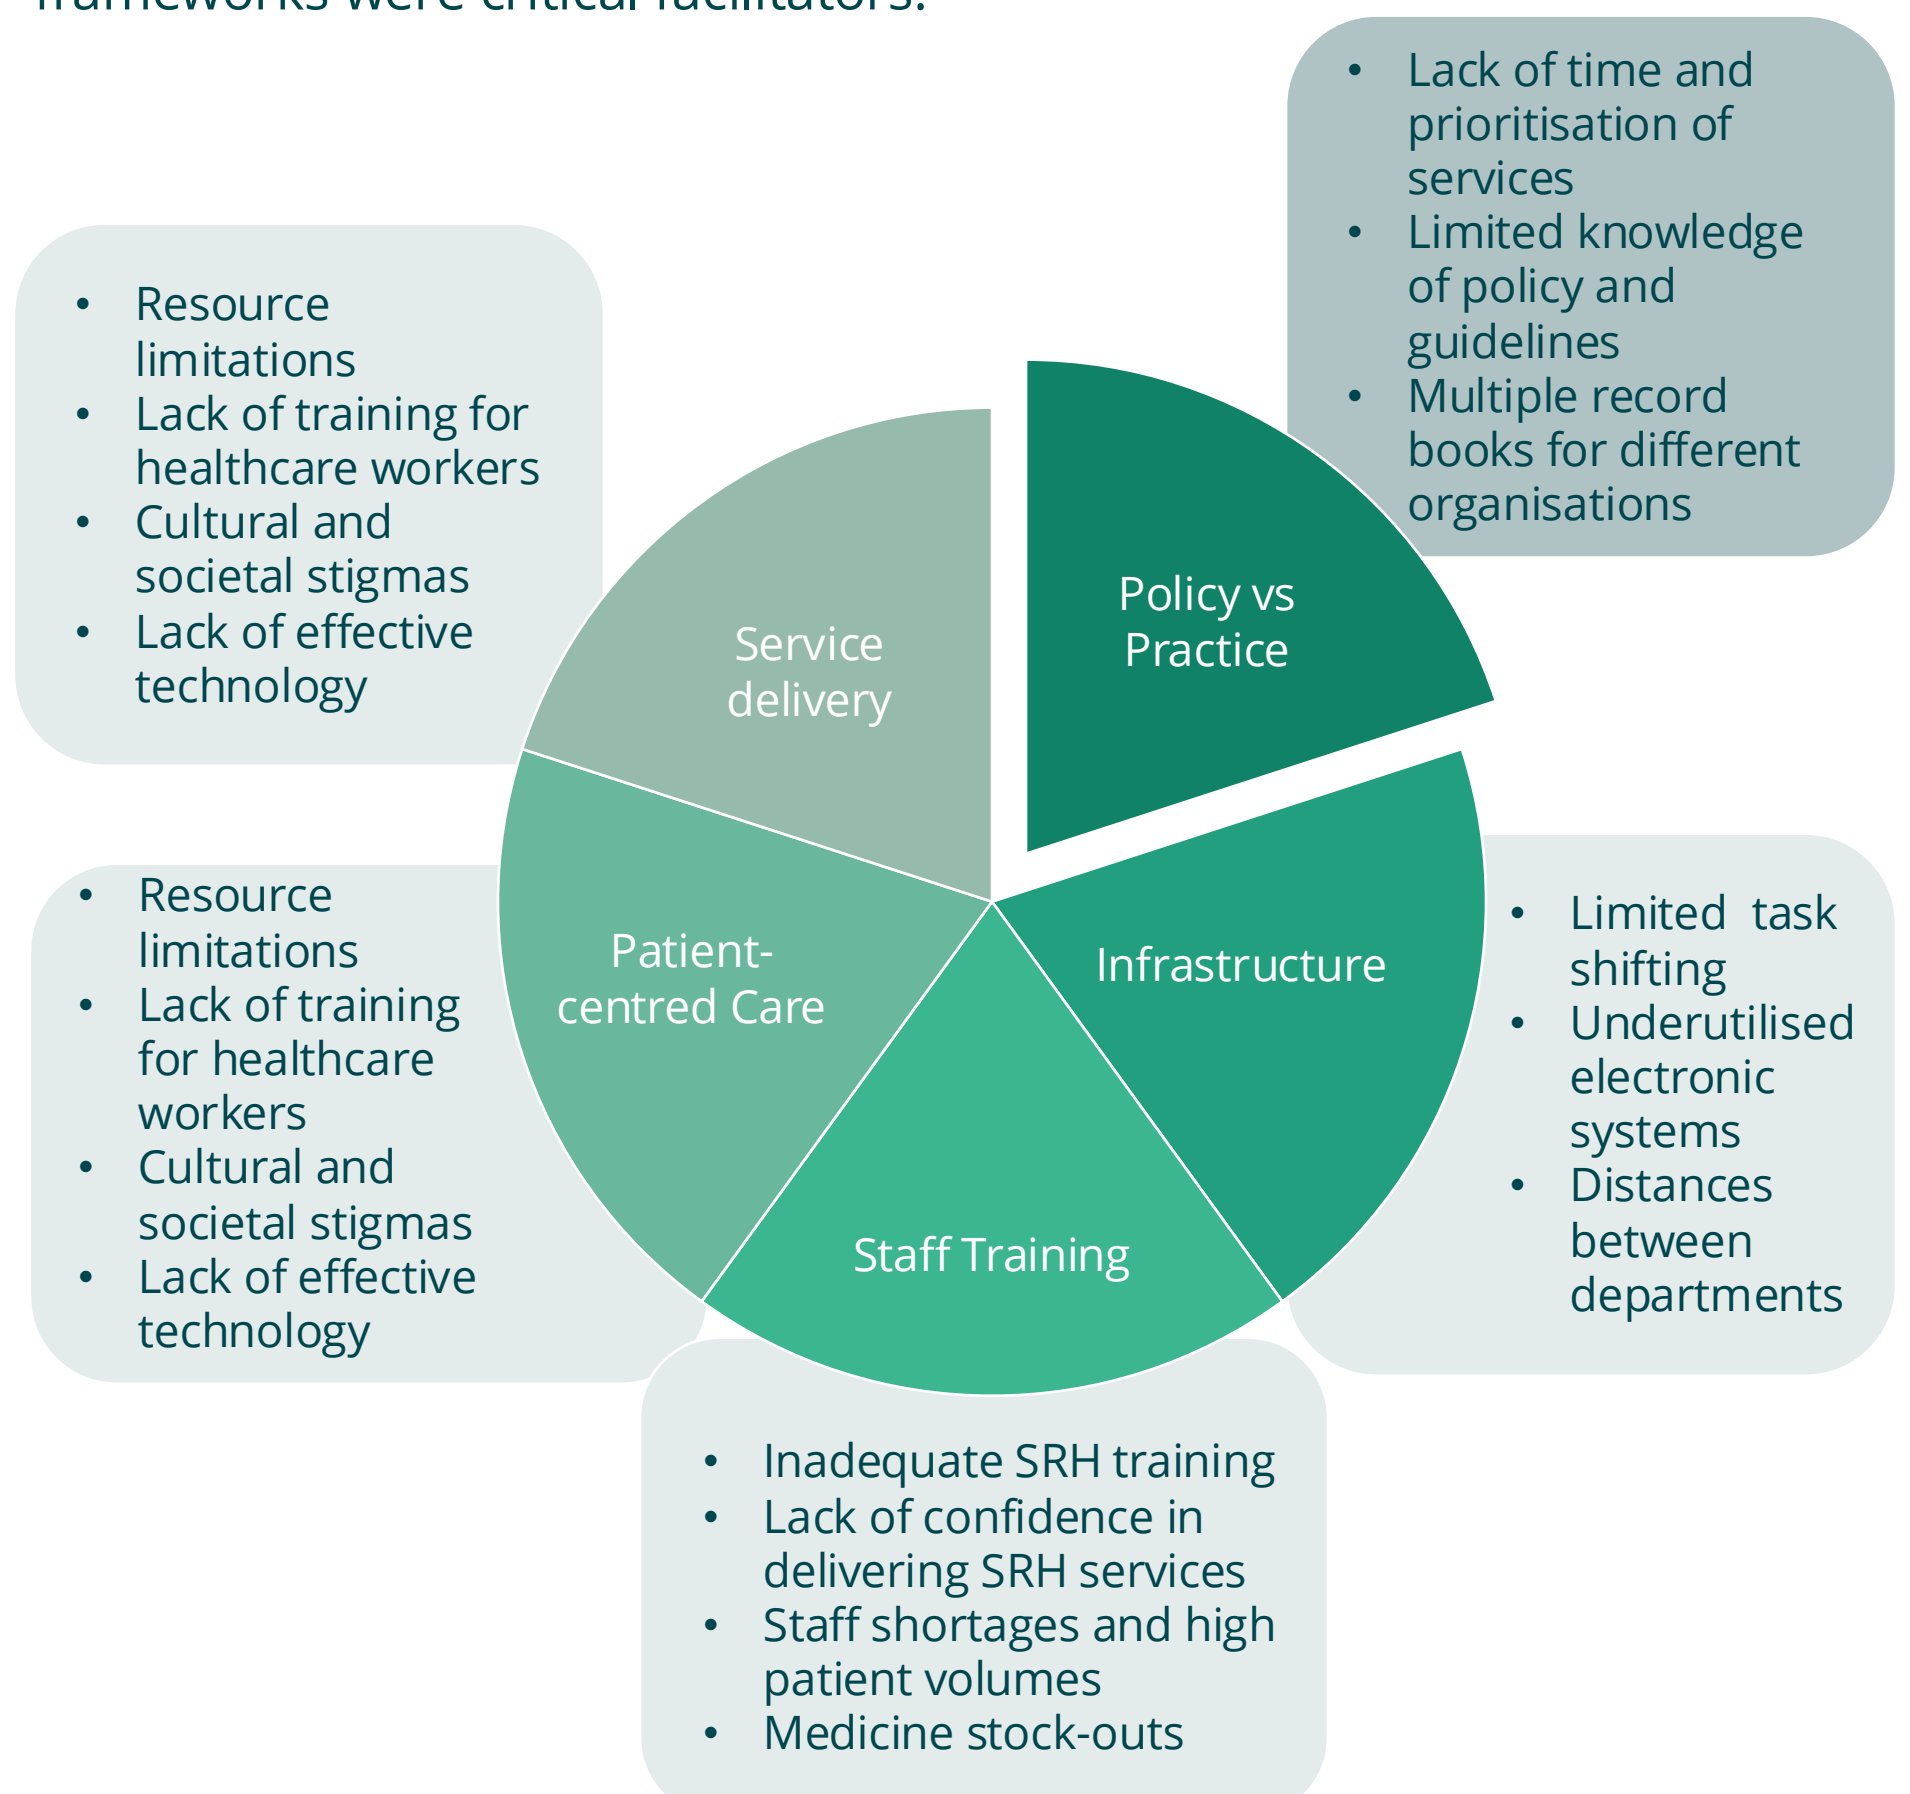 frameworks were critical facilitators.
• Lack of time and
prioritisation of
services
• Limited knowledge
of policy and
guidelines
• Multiple record
books for different
organisations
• Resource
limitations
• Lack of training for
healthcare workers
• Cultural and
societal stigmas
• Lack of effective
technology
Policy vs
Practice
Service
delivery
• Resource
limitations
• Lack of training
for healthcare
workers
• Cultural and
societal stigmas
• Lack of effective
technology
Patient-
centred Care
Infrastructure
• Limited task
shifting
• Underutilised
electronic
systems
• Distances
between
departments
Staff Training
• Inadequate SRH training
• Lack of confidence in
delivering SRH services
• Staff shortages and high
patient volumes
• Medicine stock-outs